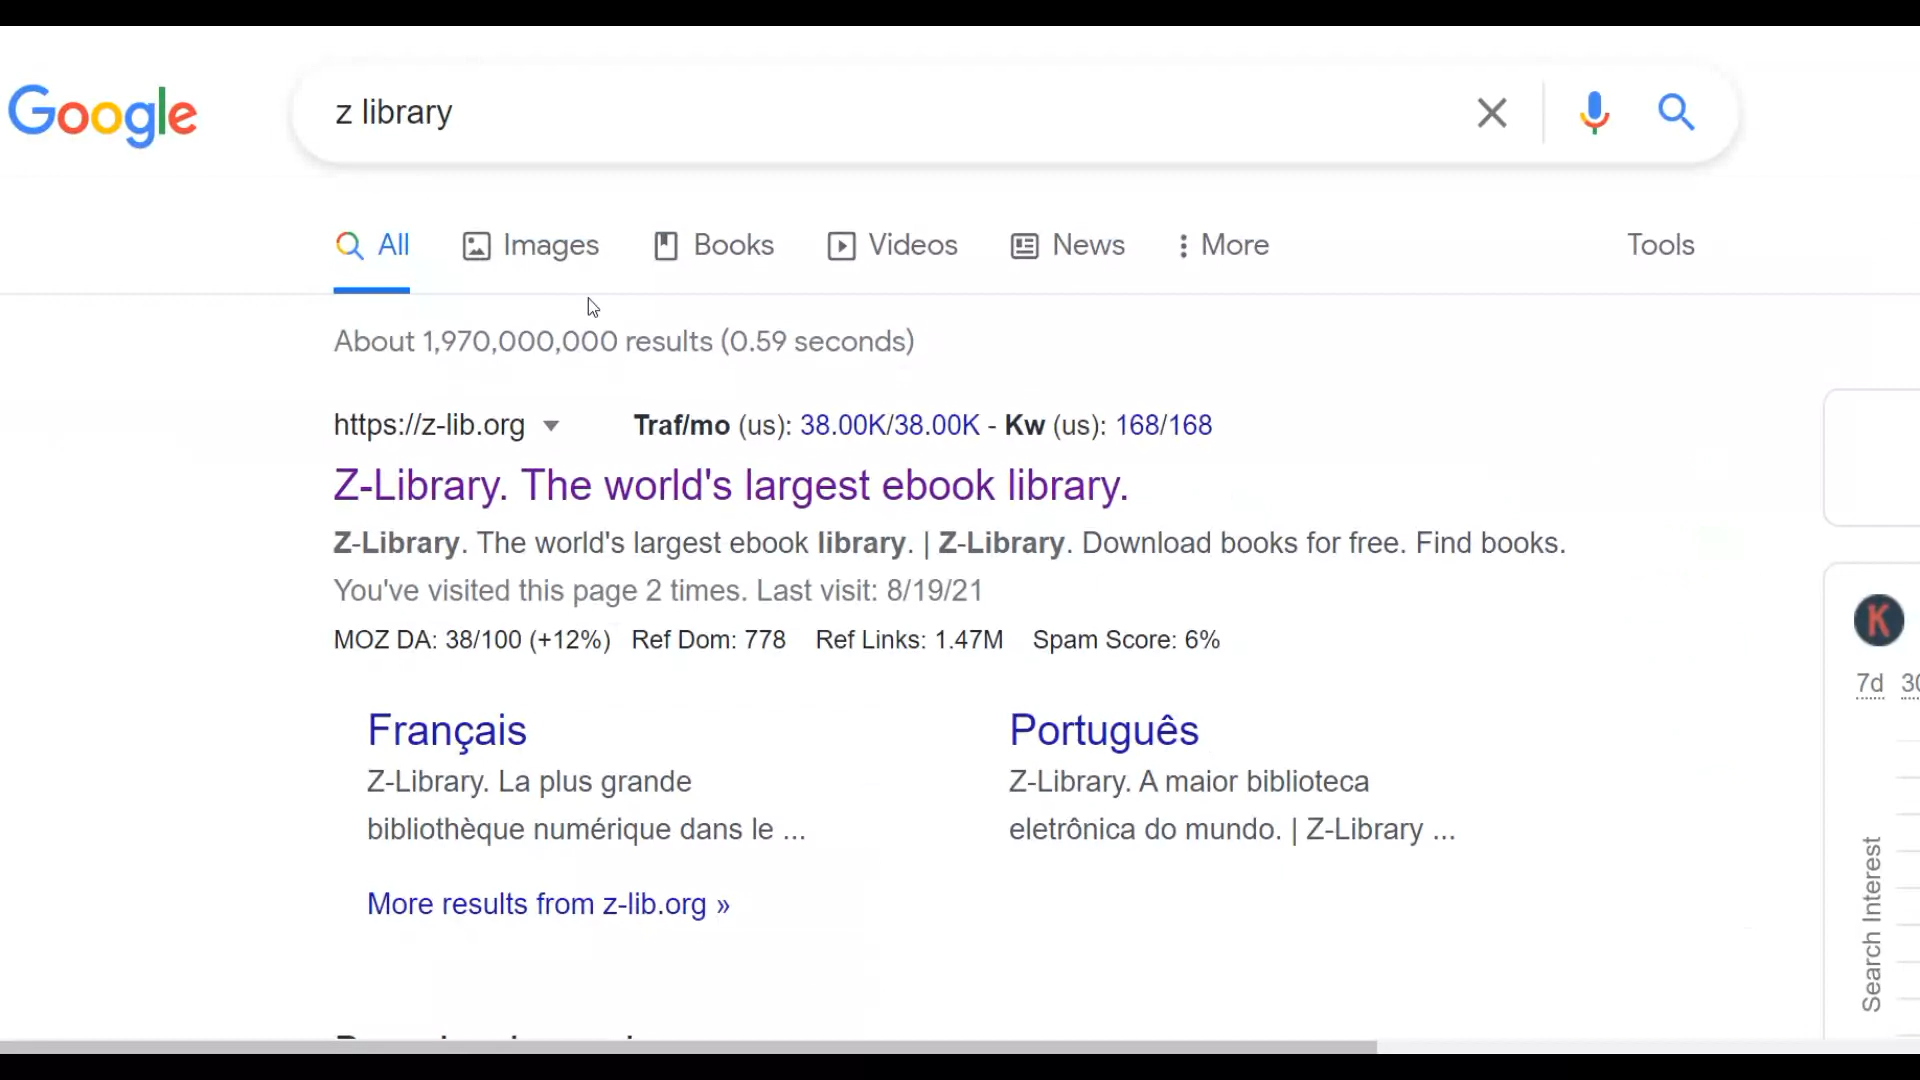 Google
z library
All
Images
Books
Videos
News
More
Tools
About 1,970,000,000 results (0.59 seconds)
https://z-lib.org
Traf/mo (us): 38.00K/38.00K - Kw (us): 168/168
Z-Library. The world's largest ebook library.
Z-Library. The world's largest ebook library. | Z-Library. Download books for free. Find books.
You've visited this page 2 times. Last visit: 8/19/21
MOZ DA: 38/100 (+12%) Ref Dom: 778 Ref Links: 1.47M Spam Score: 6%
Français
Z-Library. La plus grande
bibliothèque numérique dans le ...
Português
Z-Library. A maior biblioteca
eletrônica do mundo. | Z-Library ...
More results from z-lib.org »
K
7d
Search Interest